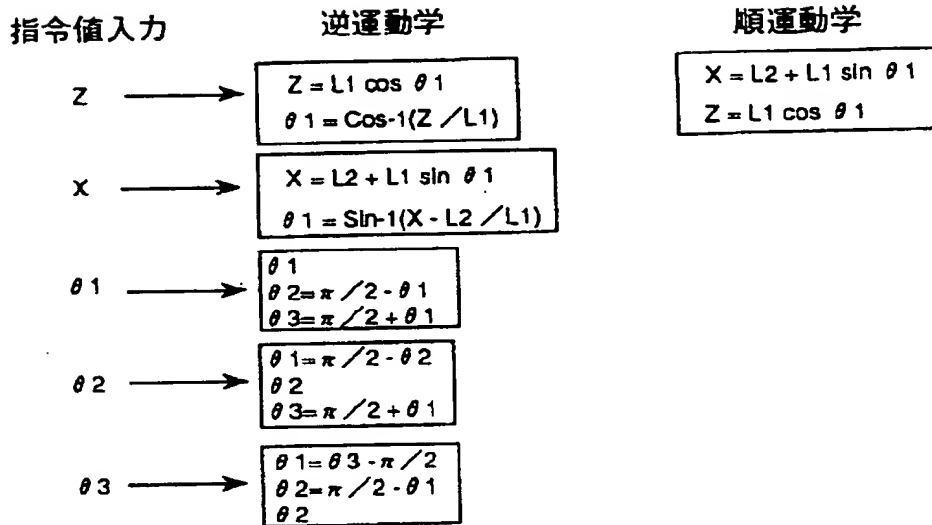 指令値入力
逆運動学
順運動学
Z
Z = L1 cos θ1
θ1 = Cos-1(Z／L1)
X = L2 + L1 sin θ1
Z = L1 cos θ1
X
X = L2 + L1 sin θ1
θ1 = Sin-1(X - L2／L1)
θ1
θ1
θ2=π／2 - θ1
θ3=π／2 + θ1
θ2
θ1=π／2 - θ2
θ2
θ3=π／2 + θ1
θ3
θ1=θ3 - π／2
θ2=π／2 - θ1
θ2